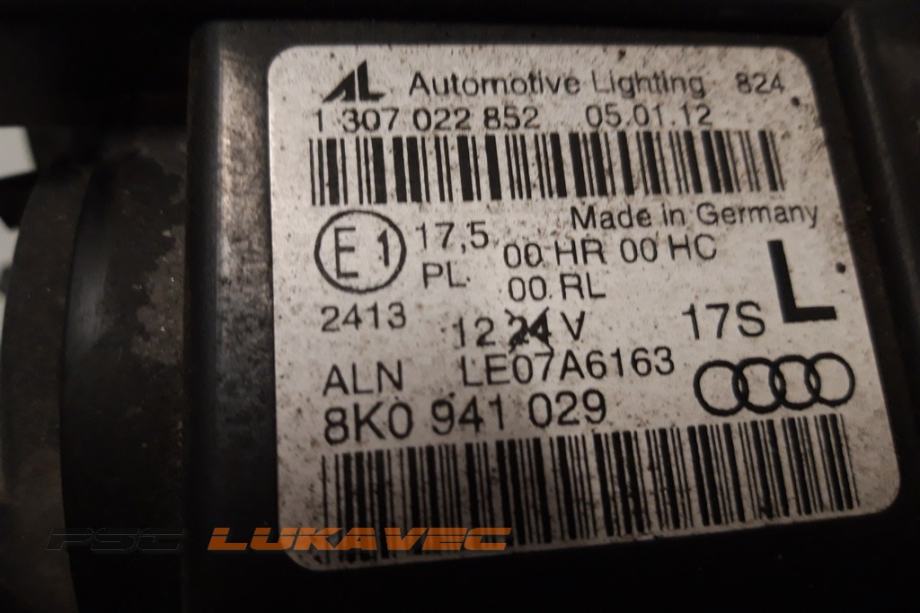 AL Automotive Lighting 824
1 307 022 852 05.01.12
Made in Germany
E1 17,5 00 HR 00 HC
PL 00 RL
2413 12 24 V 17S L
ALN LE07A6163
8K0 941 029
PSC LUKAVEC